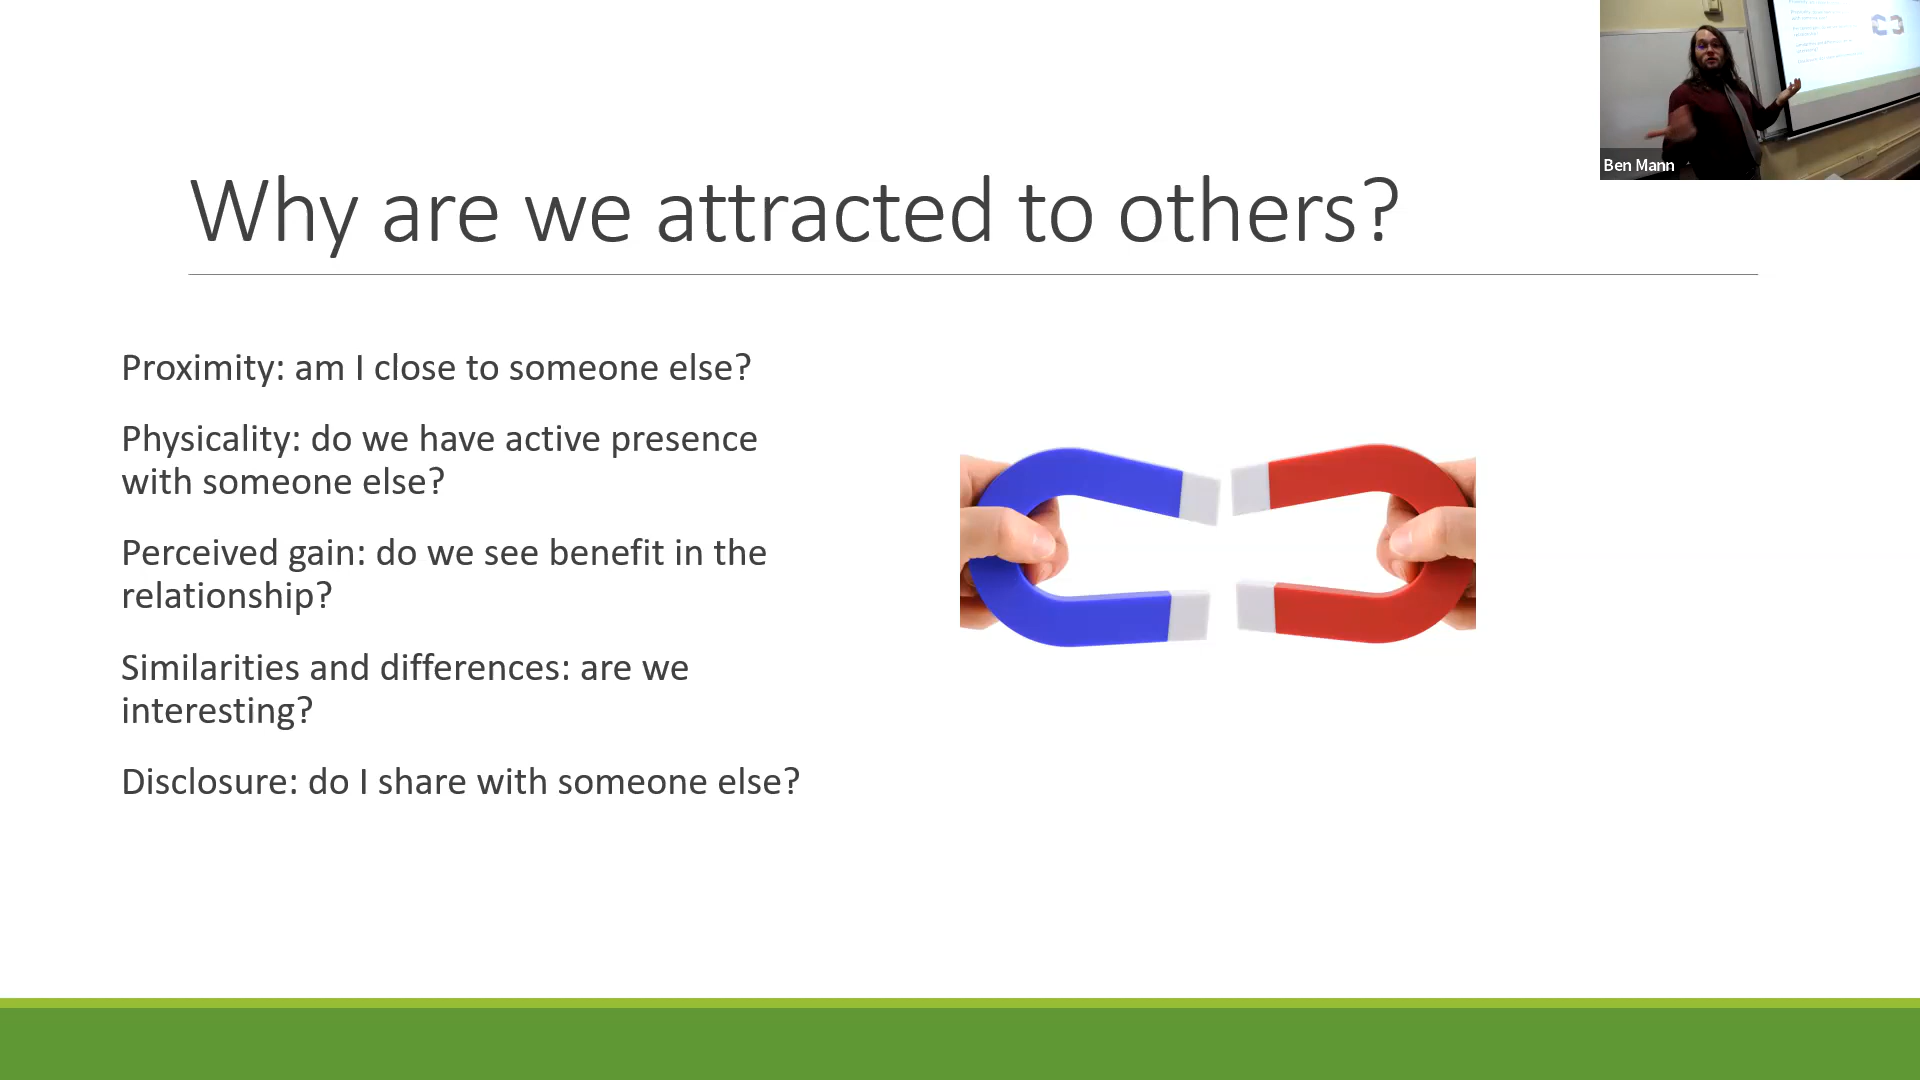 Ben Mann
Why are we attracted to others?
Proximity: am I close to someone else?
Physicality: do we have active presence
with someone else?
Perceived gain: do we see benefit in the
relationship?
Similarities and differences: are we
interesting?
Disclosure: do I share with someone else?